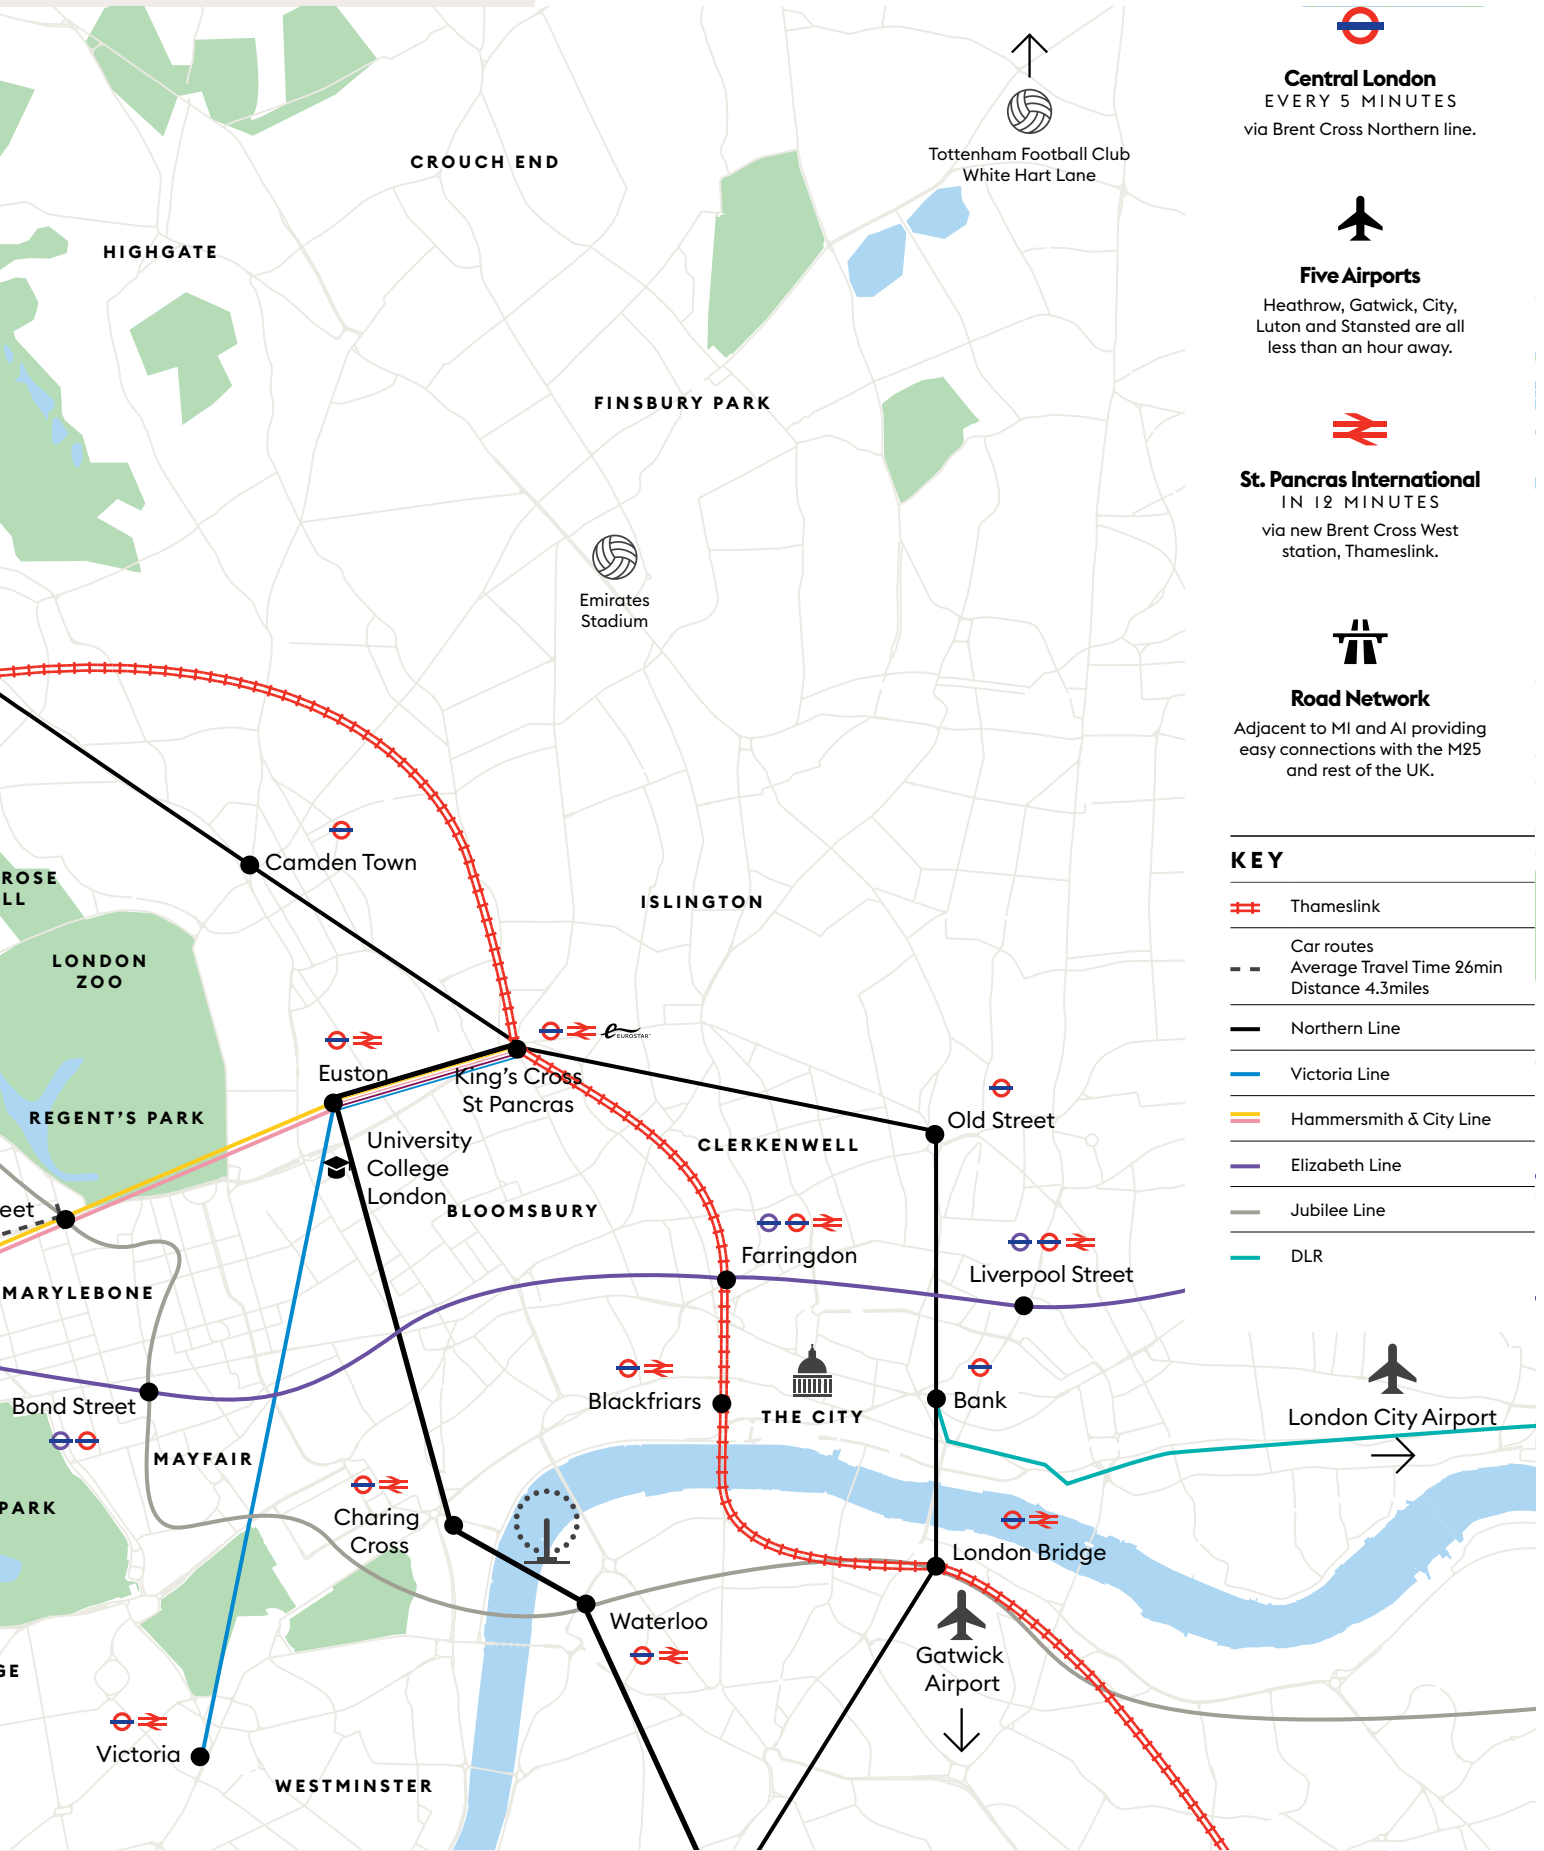 CROUCH END
HIGHGATE
Tottenham Football Club
White Hart Lane
FINSBURY PARK
Emirates
Stadium
Camden Town
ROSE
LL
ISLINGTON
LONDON
ZOO
EUROSTAR
Euston
King's Cross
St Pancras
REGENT'S PARK
Old Street
University
College
London
CLERKENWELL
BLOOMSBURY
eet
Farringdon
Liverpool Street
MARYLEBONE
Blackfriars
THE CITY
Bank
Bond Street
London City Airport
MAYFAIR
PARK
Charing
Cross
London Bridge
Waterloo
Gatwick
Airport
GE
Victoria
WESTMINSTER
Central London
EVERY 5 MINUTES
via Brent Cross Northern line.
Five Airports
Heathrow, Gatwick, City,
Luton and Stansted are all
less than an hour away.
St. Pancras International
IN 12 MINUTES
via new Brent Cross West
station, Thameslink.
Road Network
Adjacent to M1 and A1 providing
easy connections with the M25
and rest of the UK.
KEY
Thameslink
Car routes
Average Travel Time 26min
Distance 4.3miles
Northern Line
Victoria Line
Hammersmith & City Line
Elizabeth Line
Jubilee Line
DLR